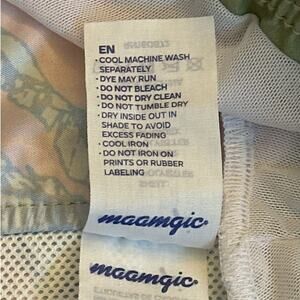 EN
• COOL MACHINE WASH
SEPARATELY
• DYE MAY RUN
• DO NOT BLEACH
• DO NOT DRY CLEAN
• DO NOT TUMBLE DRY
• DRY INSIDE OUT IN
SHADE TO AVOID
EXCESS FADING
• COOL IRON
• DO NOT IRON ON
PRINTS OR RUBBER
LABELING
maamgic
maamgic